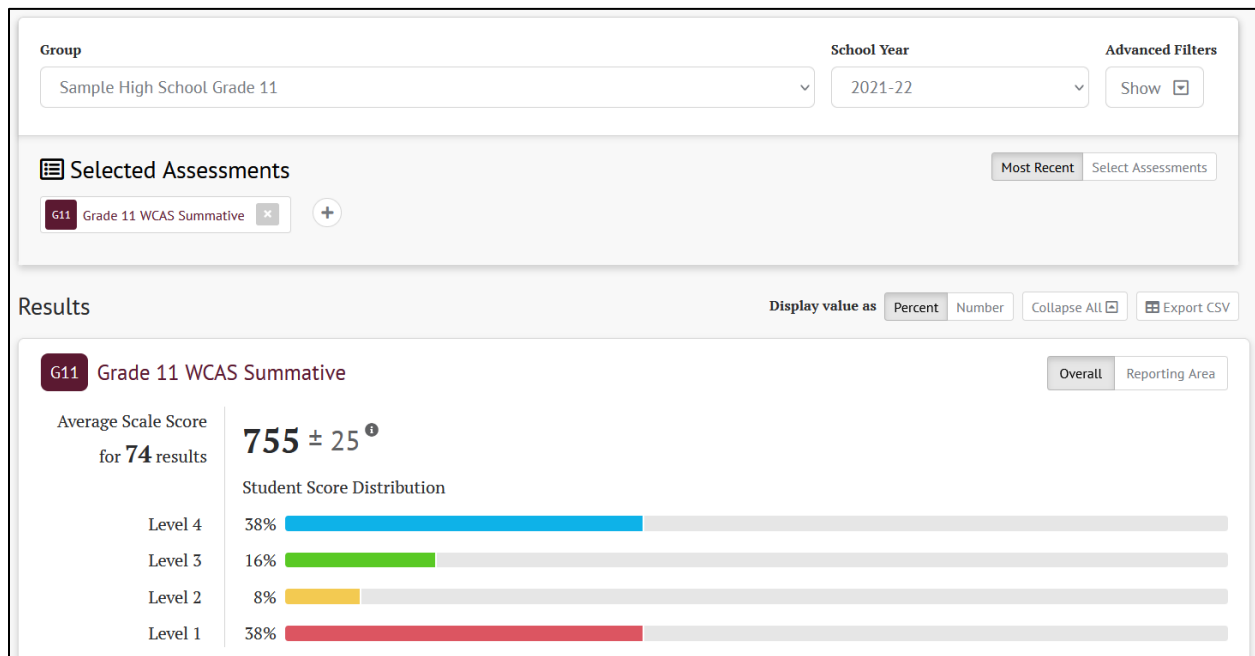 Group School Year Advanced Filters
Sample High School Grade 11 2021-22 Show
Selected Assessments Most Recent Select Assessments
G11 Grade 11 WCAS Summative × +
Results Display value as Percent Number Collapse All Export CSV
G11 Grade 11 WCAS Summative Overall Reporting Area
Average Scale Score
for 74 results 755 ± 25
Student Score Distribution
Level 4 38%
Level 3 16%
Level 2 8%
Level 1 38%